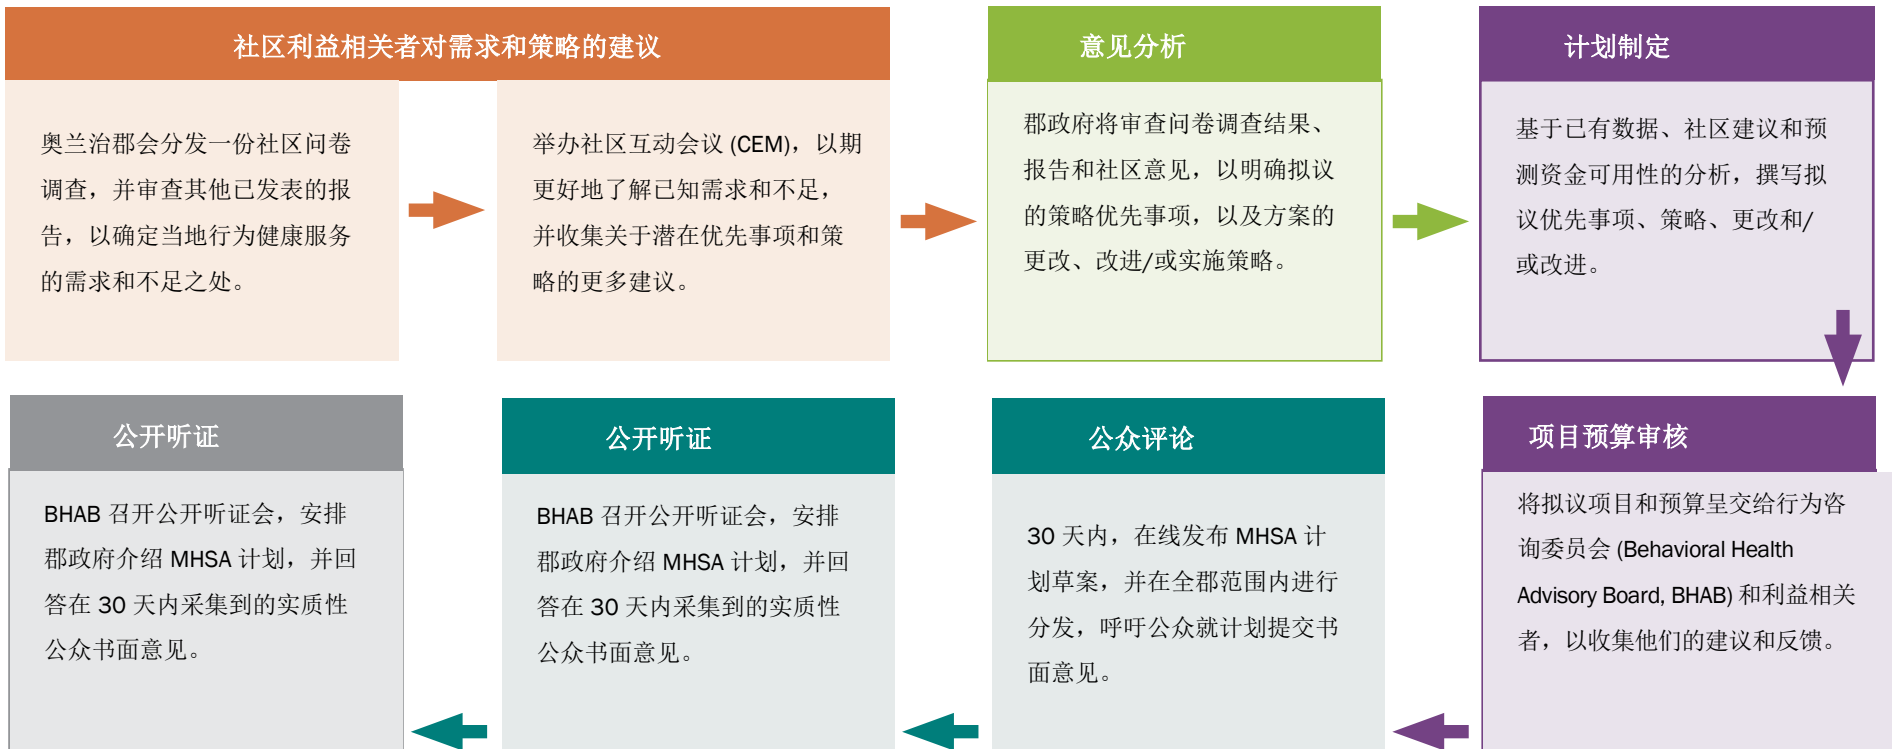 社区利益相关者对需求和策略的建议
奥兰治郡会分发一份社区问卷
调查，并审查其他已发表的报
告，以确定当地行为健康服务
的需求和不足之处。
举办社区互动会议 (CEM)，以期
更好地了解已知需求和不足，
并收集关于潜在优先事项和策
略的更多建议。
意见分析
郡政府将审查问卷调查结果、
报告和社区意见，以明确拟议
的策略优先事项，以及方案的
更改、改进/或实施策略。
计划制定
基于已有数据、社区建议和预
测资金可用性的分析，撰写拟
议优先事项、策略、更改和/
或改进。
项目预算审核
将拟议项目和预算呈交给行为咨
询委员会 (Behavioral Health
Advisory Board, BHAB) 和利益相关
者，以收集他们的建议和反馈。
公众评论
30 天内，在线发布 MHSA 计
划草案，并在全郡范围内进行
分发，呼吁公众就计划提交书
面意见。
公开听证
BHAB 召开公开听证会，安排
郡政府介绍 MHSA 计划，并回
答在 30 天内采集到的实质性
公众书面意见。
公开听证
BHAB 召开公开听证会，安排
郡政府介绍 MHSA 计划，并回
答在 30 天内采集到的实质性
公众书面意见。